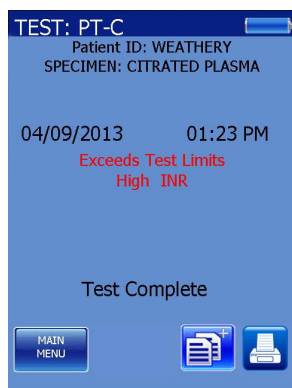 TEST: PT-C
Patient ID: WEATHERY
SPECIMEN: CITRATED PLASMA
04/09/2013 01:23 PM
Exceeds Test Limits
High INR
Test Complete
MAIN
MENU